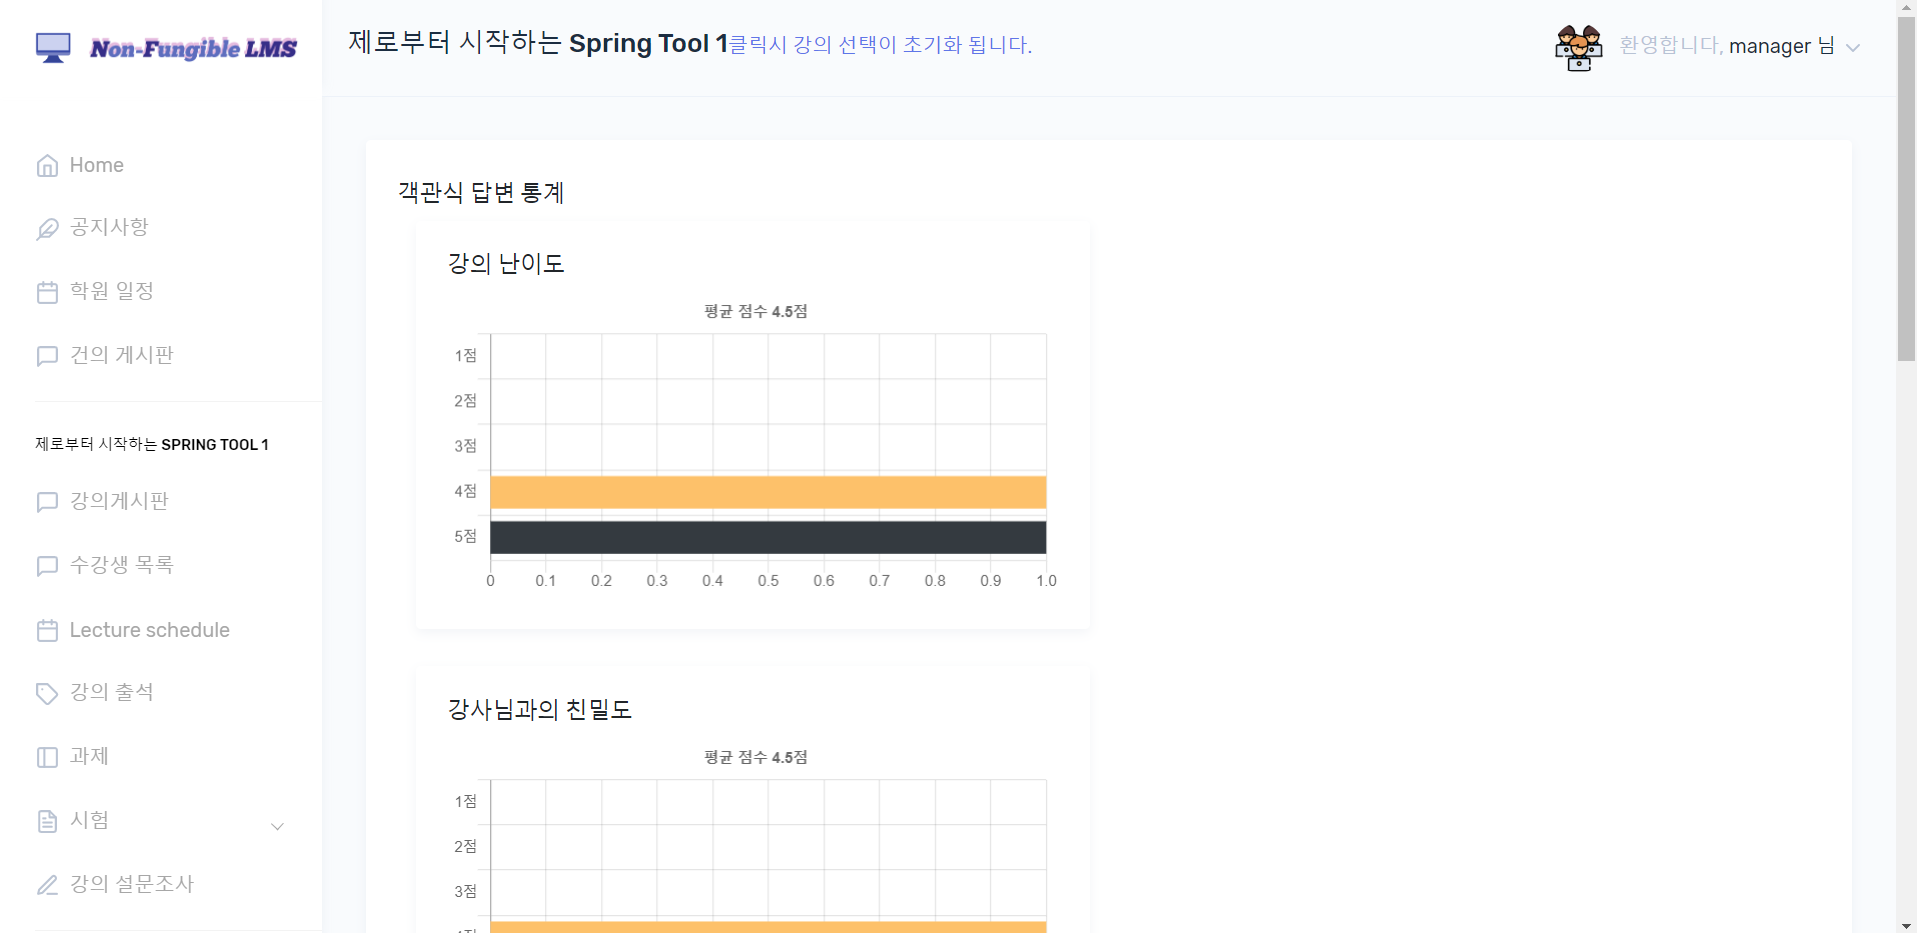 Non-Fungible LMS
제로부터 시작하는 Spring Tool 1클릭시 강의 선택이 초기화 됩니다.
환영합니다, manager 님
Home
공지사항
학원 일정
건의 게시판
제로부터 시작하는 SPRING TOOL 1
강의게시판
수강생 목록
Lecture schedule
강의 출석
과제
시험
강의 설문조사
객관식 답변 통계
강의 난이도
평균 점수 4.5점
1점
2점
3점
4점
5점
0 0.1 0.2 0.3 0.4 0.5 0.6 0.7 0.8 0.9 1.0
강사님과의 친밀도
평균 점수 4.5점
1점
2점
3점